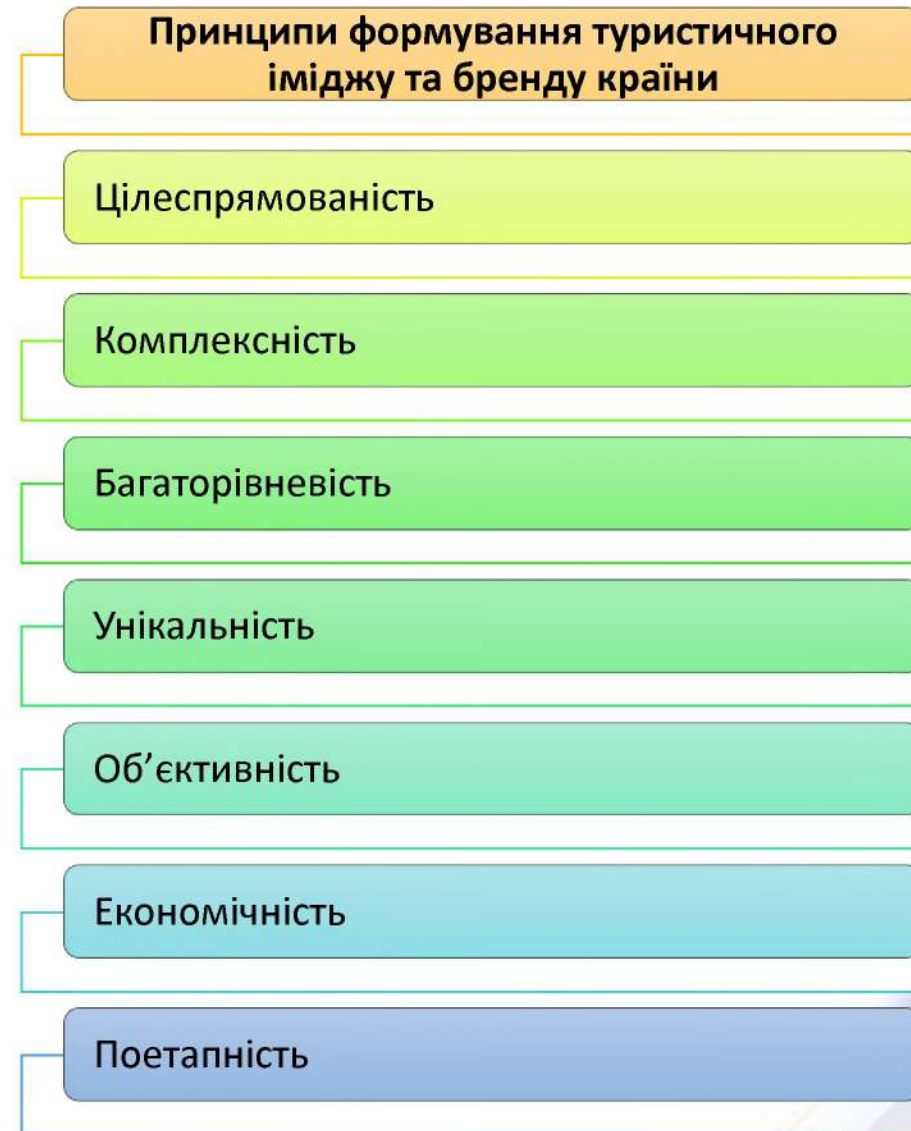 Принципи формування туристичного
іміджу та бренду країни
Цілеспрямованість
Комплексність
Багаторівневість
Унікальність
Об’єктивність
Економічність
Поетапність